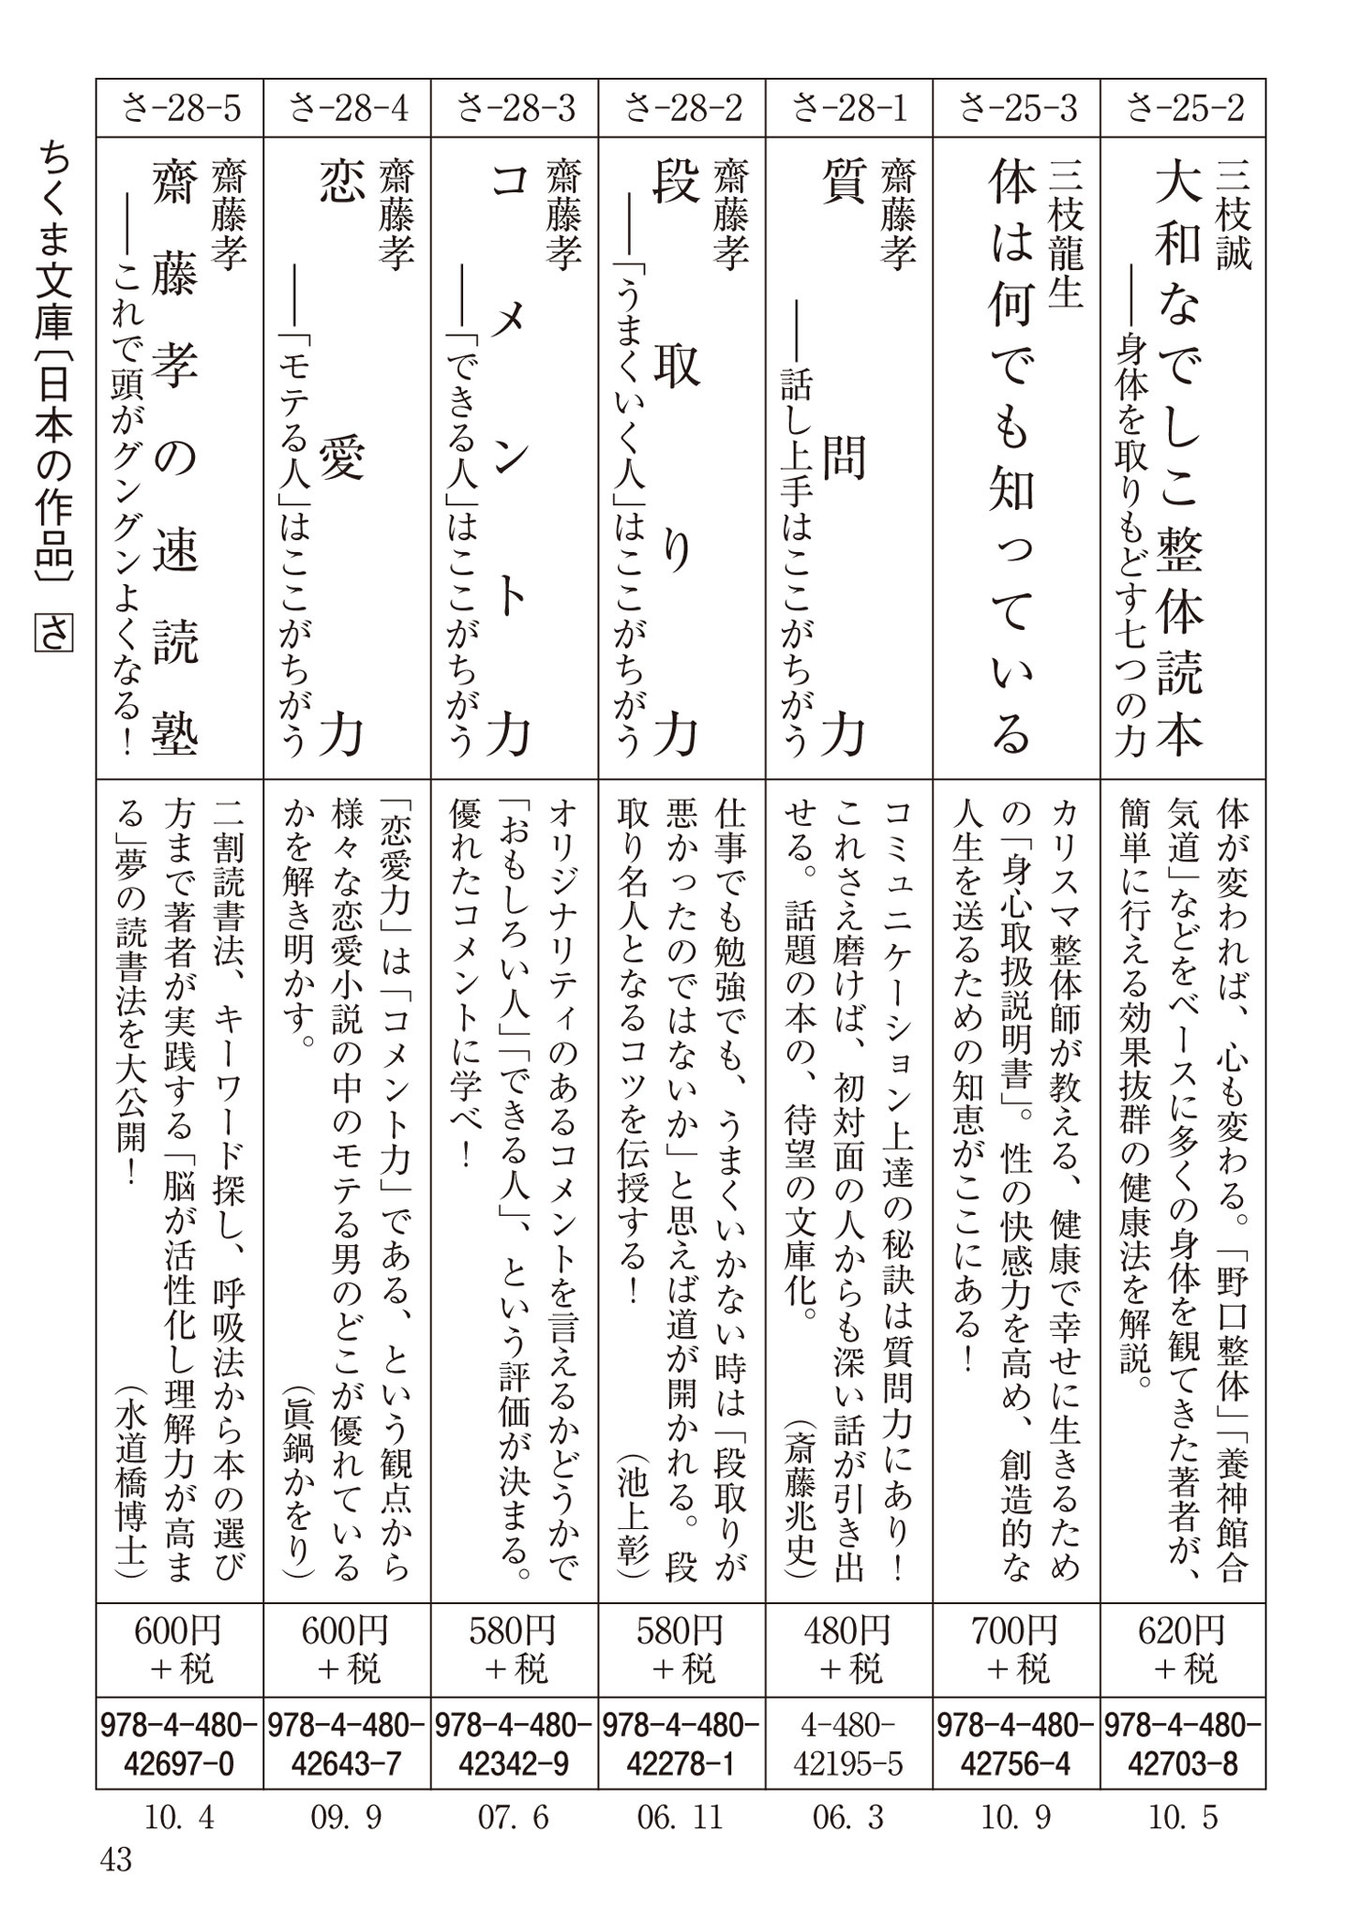 さ-25-2
三枝誠
大和なでしこ整体読本
――身体を取りもどす七つの力
体が変われば、心も変わる。「野口整体」「養神館合
気道」などをベースに多くの身体を観てきた著者が、
簡単に行える効果抜群の健康法を解説。
620円
+税
978-4-480-
42703-8
10. 5
さ-25-3
三枝龍生
体は何でも知っている
カリスマ整体師が教える、健康で幸せに生きるため
の「身心取扱説明書」。性の快感力を高め、創造的な
人生を送るための知恵がここにある!
700円
+税
978-4-480-
42756-4
10. 9
さ-28-1
齋藤孝
質問力
――話し上手はここがちがう
コミュニケーション上達の秘訣は質問力にあり!
これさえ磨けば、初対面の人からも深い話が引き出
せる。話題の本の、待望の文庫化。
(斎藤兆史)
480円
+税
4-480-
42195-5
06. 3
さ-28-2
齋藤孝
段取り力
――「うまくいく人」はここがちがう
仕事でも勉強でも、うまくいかない時は「段取りが
悪かったのではないか」と思えば道が開かれる。段
取り名人となるコツを伝授する!
(池上彰)
580円
+税
978-4-480-
42278-1
06. 11
さ-28-3
齋藤孝
コメント力
――「できる人」はここがちがう
オリジナリティのあるコメントを言えるかどうかで
「おもしろい人」「できる人」、という評価が決まる。
優れたコメントに学べ!
580円
+税
978-4-480-
42342-9
07. 6
さ-28-4
齋藤孝
恋愛力
――「モテる人」はここがちがう
「恋愛力」は「コメント力」である、という観点から
様々な恋愛小説の中のモテる男のどこが優れている
かを解き明かす。
(眞鍋かをり)
600円
+税
978-4-480-
42643-7
09. 9
さ-28-5
齋藤孝
齋藤孝の速読塾
――これで頭がグングンよくなる!
二割読書法、キーワード探し、呼吸法から本の選び
方まで著者が実践する「脳が活性化し理解力が高ま
る」夢の読書法を大公開!
(水道橋博士)
600円
+税
978-4-480-
42697-0
10. 4
ちくま文庫〔日本の作品〕 さ
43